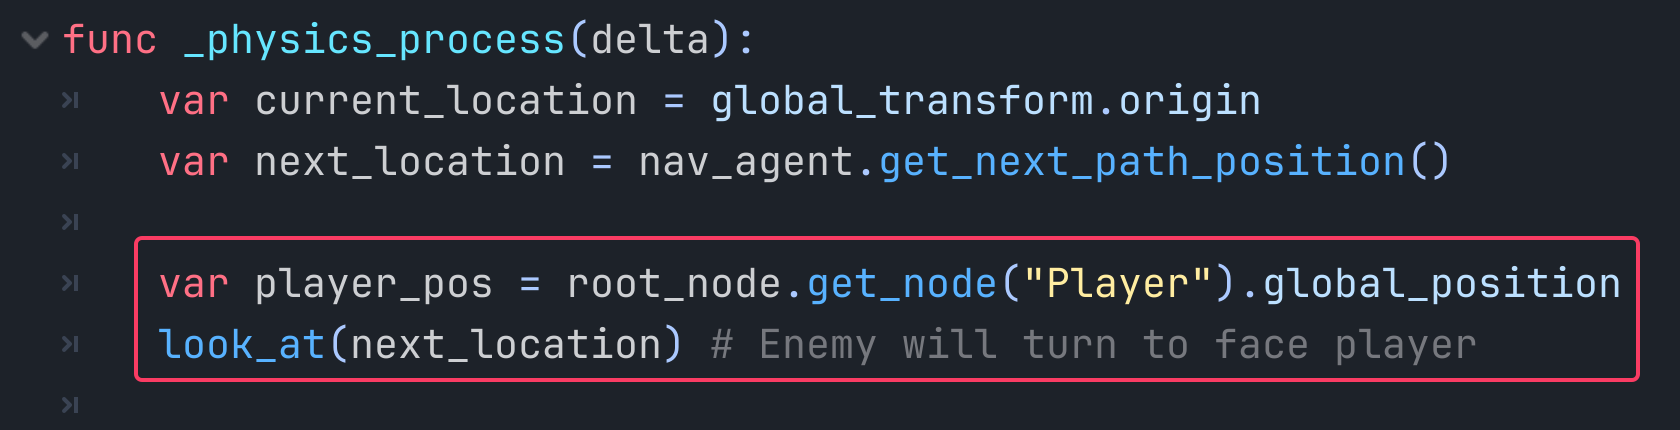 func _physics_process(delta):
var current_location = global_transform.origin
var next_location = nav_agent.get_next_path_position()
var player_pos = root_node.get_node("Player").global_position
look_at(next_location) # Enemy will turn to face player